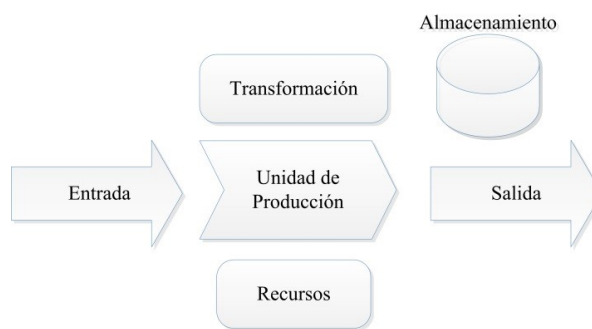 Almacenamiento
Transformación
Entrada
Unidad de
Producción
Salida
Recursos